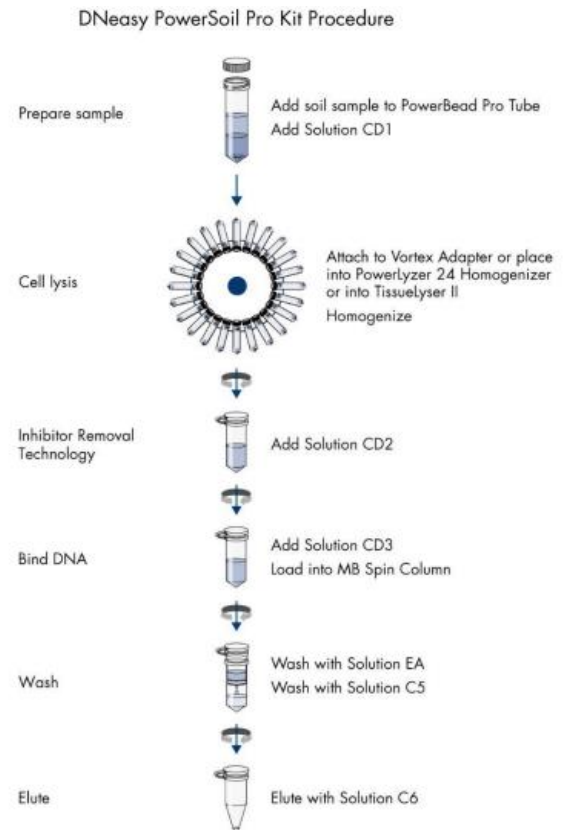 DNeasy PowerSoil Pro Kit Procedure
Prepare sample
Add soil sample to PowerBead Pro Tube
Add Solution CD1
Cell lysis
Attach to Vortex Adapter or place
into PowerLyzer 24 Homogenizer
or into TissueLyser II
Homogenize
Inhibitor Removal
Technology
Add Solution CD2
Bind DNA
Add Solution CD3
Load into MB Spin Column
Wash
Wash with Solution EA
Wash with Solution C5
Elute
Elute with Solution C6